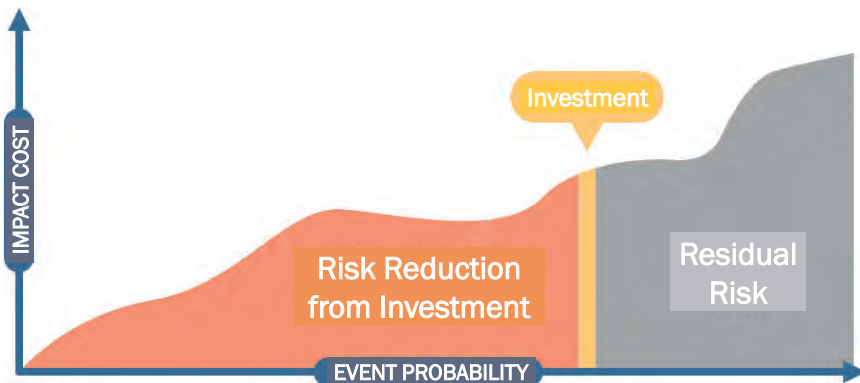 Investment
IMPACT COST
Risk Reduction
from Investment
Residual
Risk
EVENT PROBABILITY